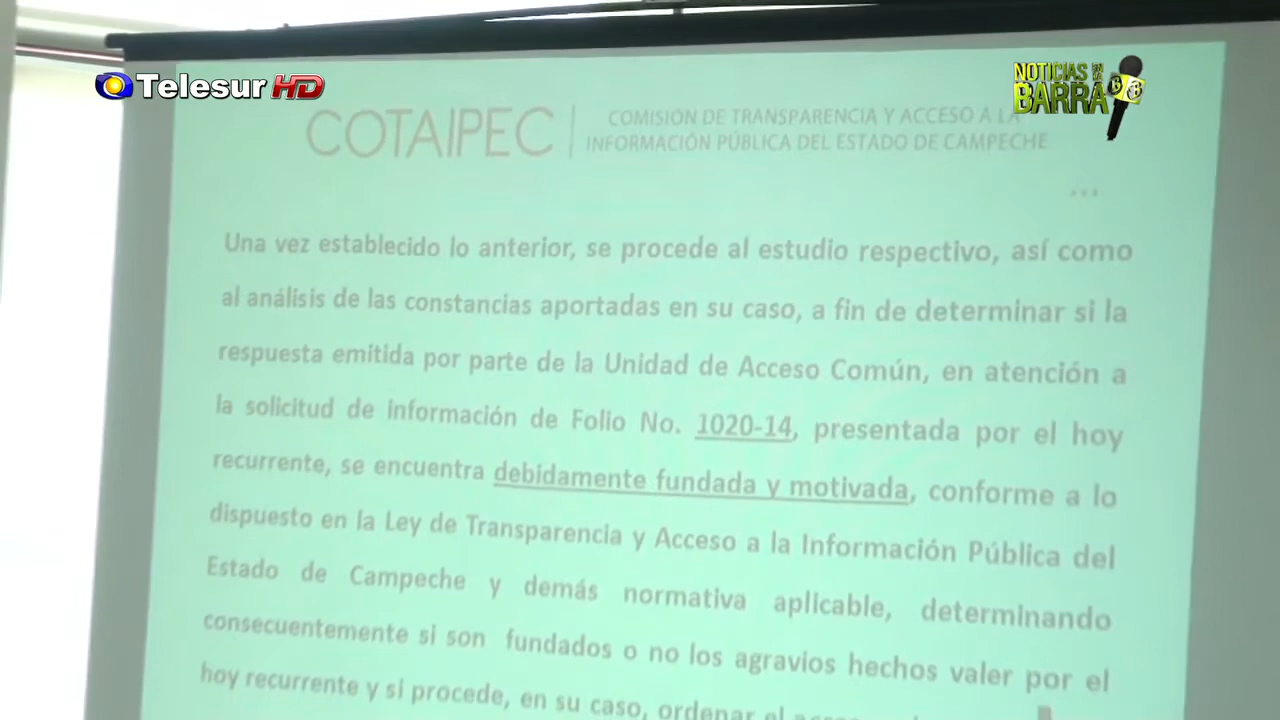 Telesur HD
NOTICIAS EN LA
BARRA
COTAIPEC
COMISION DE TRANSPARENCIA Y ACCESO A LA
INFORMACIÓN PÚBLICA DEL ESTADO DE CAMPECHE
...
Una vez establecido lo anterior, se procede al estudio respectivo, así como
al análisis de las constancias aportadas en su caso, a fin de determinar si la
respuesta emitida por parte de la Unidad de Acceso Común, en atención a
la solicitud de información de Folio No. 1020-14, presentada por el hoy
recurrente, se encuentra debidamente fundada y motivada, conforme a lo
dispuesto en la Ley de Transparencia y Acceso a la Información Pública del
Estado de Campeche y demás normativa aplicable, determinando
consecuentemente si son fundados o no los agravios hechos valer por el
hoy recurrente y si procede, en su caso, ordenar el